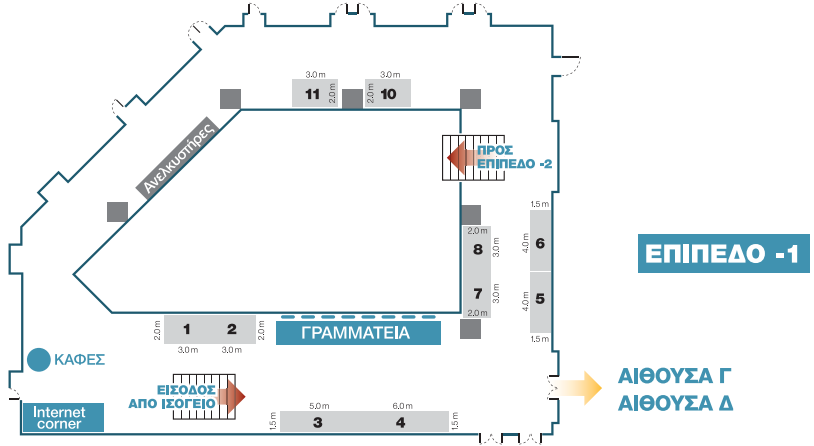 3.0 m
3.0 m
11
2.0 m
2.0 m
10
Ανελκυστήρες
ΠΡΟΣ
ΕΠΙΠΕΔΟ -2
1.5 m
2.0 m
8
3.0 m
4.0 m
6
ΕΠΙΠΕΔΟ -1
7
3.0 m
4.0 m
5
2.0 m
1.5 m
2.0 m
1
2
2.0 m
ΓΡΑΜΜΑΤΕΙΑ
3.0 m
3.0 m
ΚΑΦΕΣ
ΕΙΣΟΔΟΣ
ΑΠΟ ΙΣΟΓΕΙΟ
ΑΙΘΟΥΣΑ Γ
ΑΙΘΟΥΣΑ Δ
Internet
corner
5.0 m
6.0 m
1.5 m
3
4
1.5 m